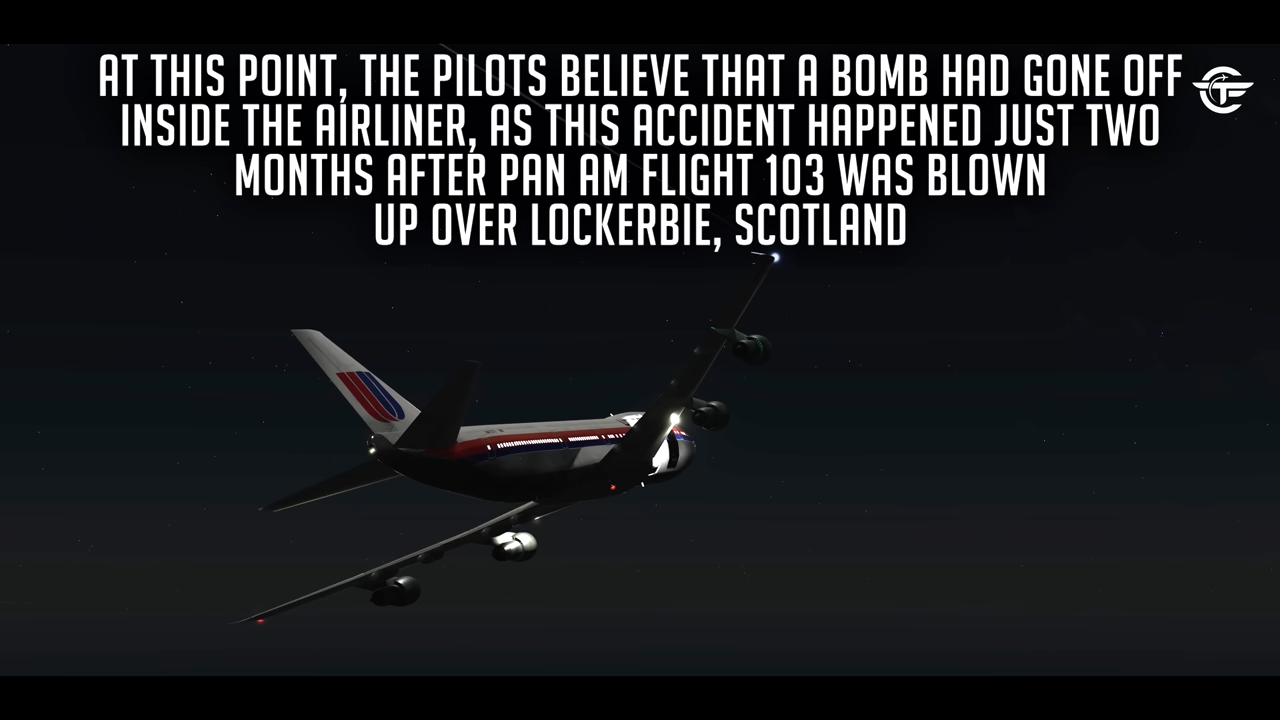 AT THIS POINT, THE PILOTS BELIEVE THAT A BOMB HAD GONE OFF
INSIDE THE AIRLINER, AS THIS ACCIDENT HAPPENED JUST TWO
MONTHS AFTER PAN AM FLIGHT 103 WAS BLOWN
UP OVER LOCKERBIE, SCOTLAND